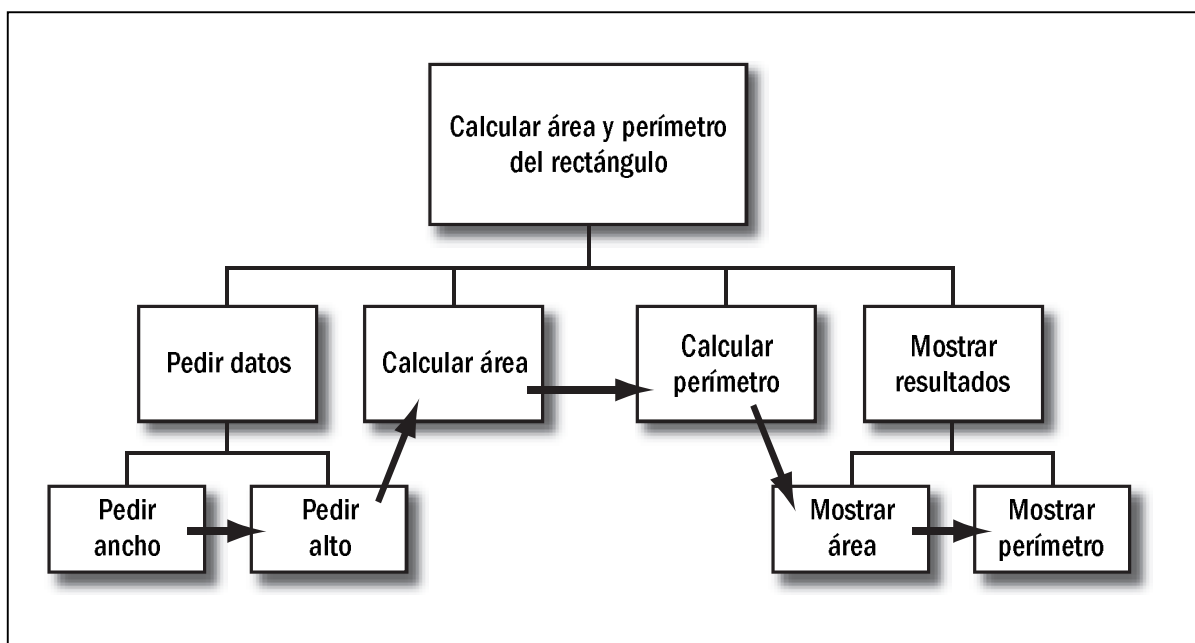 Calcular área y perímetro
del rectángulo
Pedir datos
Calcular área
Calcular
perímetro
Mostrar
resultados
Pedir
ancho
Pedir
alto
Mostrar
área
Mostrar
perímetro